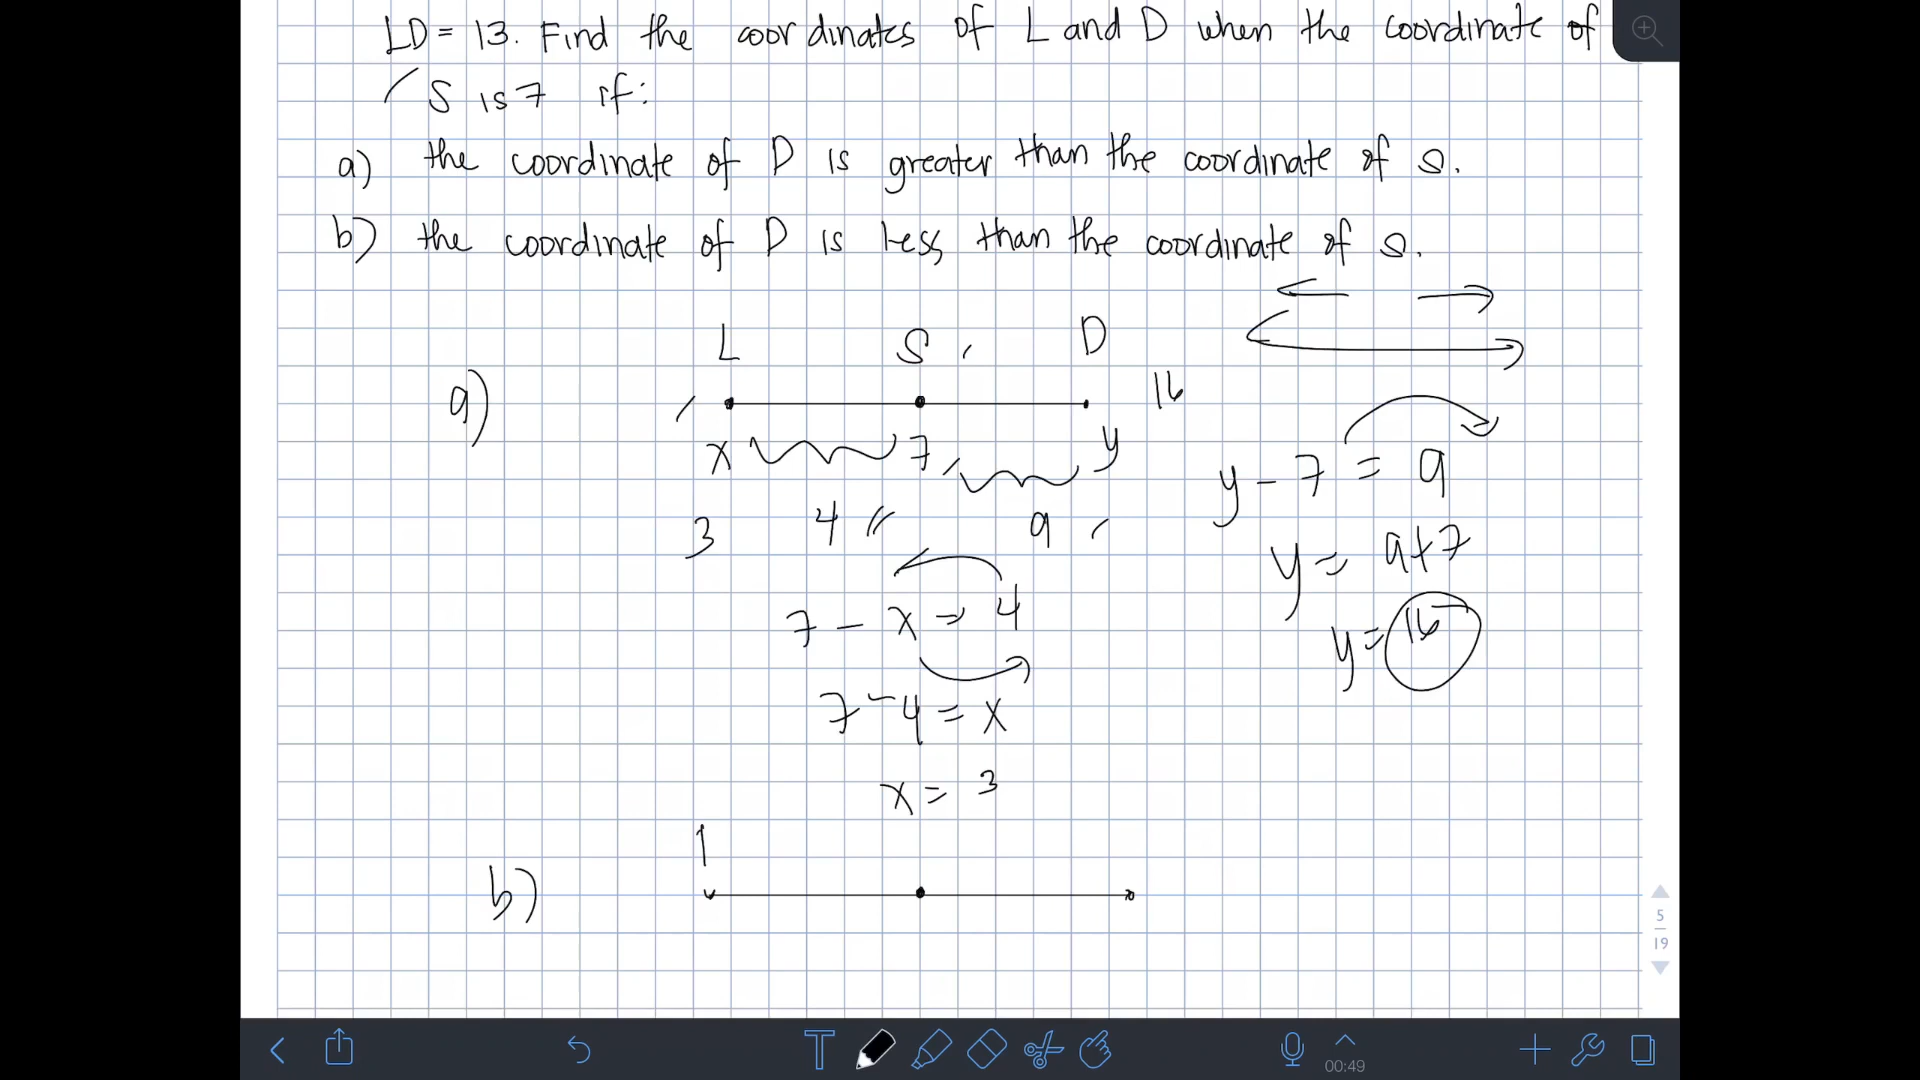 LD = 13. Find the coordinates of L and D when the coordinate of
S is 7 if:
a) the coordinate of D is greater than the coordinate of S.
b) the coordinate of D is less than the coordinate of S.
L S D
a) 16
x 7 y
y - 7 = 9
3 4 9
y = 9+7
7 - x = 4
y = 16
7 - 4 = x
x = 3
b)
5
19
T
00:49